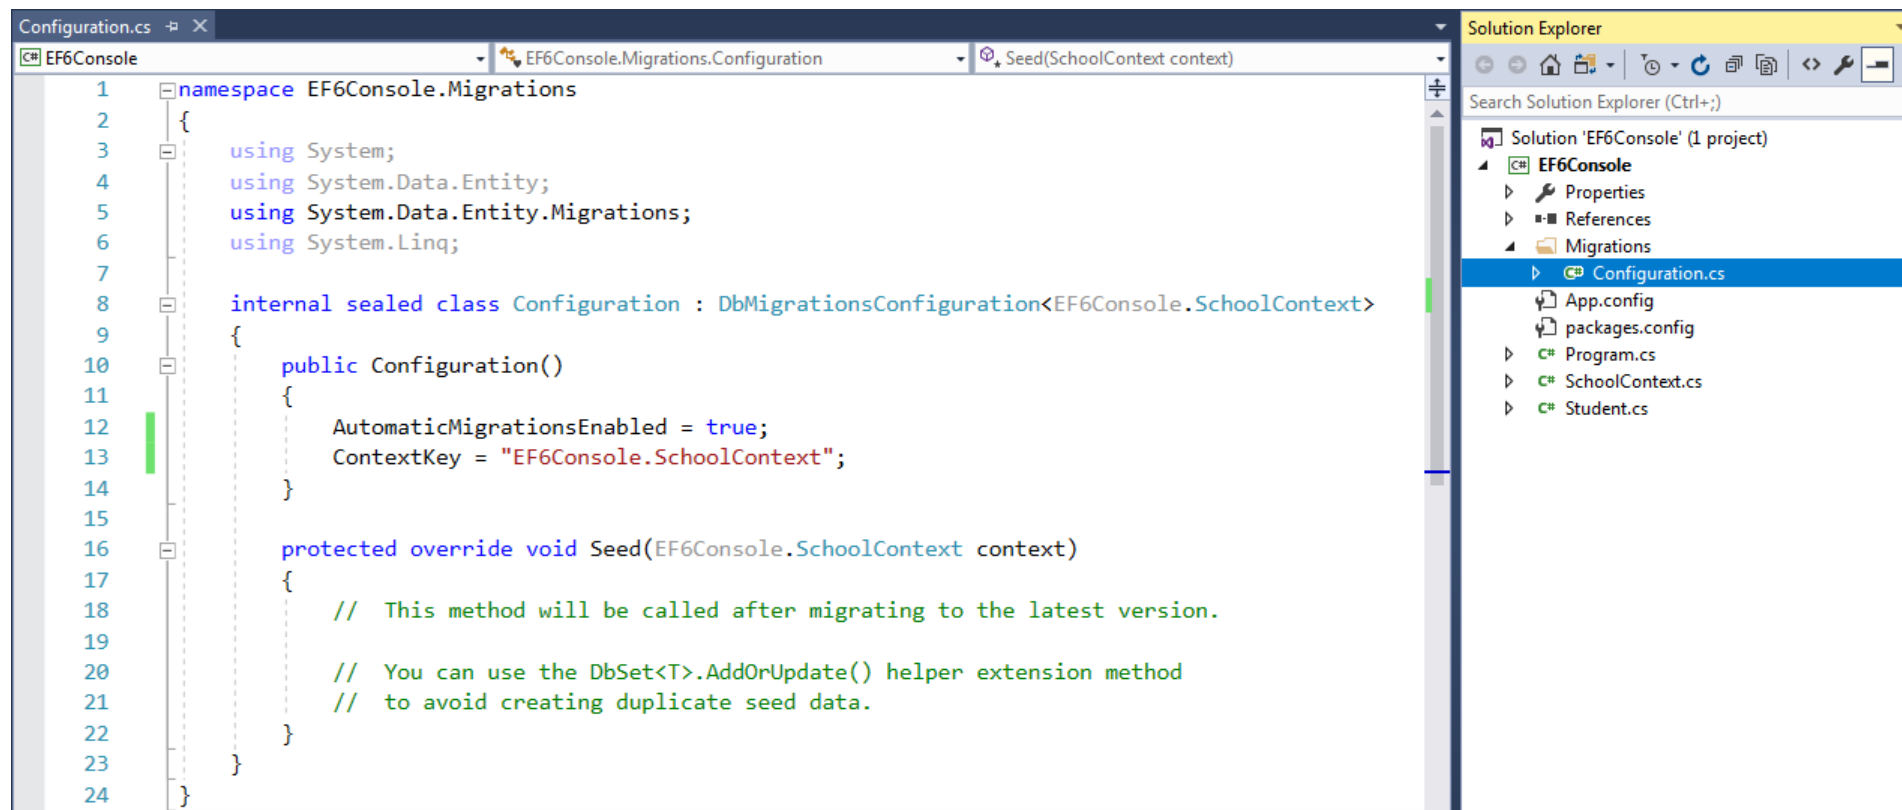 Configuration.cs
EF6Console
EF6Console.Migrations.Configuration
Seed(SchoolContext context)
1 namespace EF6Console.Migrations
2 {
3 using System;
4 using System.Data.Entity;
5 using System.Data.Entity.Migrations;
6 using System.Linq;
7
8 internal sealed class Configuration : DbMigrationsConfiguration<EF6Console.SchoolContext>
9 {
10 public Configuration()
11 {
12 AutomaticMigrationsEnabled = true;
13 ContextKey = "EF6Console.SchoolContext";
14 }
15
16 protected override void Seed(EF6Console.SchoolContext context)
17 {
18 //  This method will be called after migrating to the latest version.
19
20 //  You can use the DbSet<T>.AddOrUpdate() helper extension method
21 //  to avoid creating duplicate seed data.
22 }
23 }
24 }
Solution Explorer
Search Solution Explorer (Ctrl+;)
Solution 'EF6Console' (1 project)
C# EF6Console
Properties
References
Migrations
C# Configuration.cs
App.config
packages.config
C# Program.cs
C# SchoolContext.cs
C# Student.cs